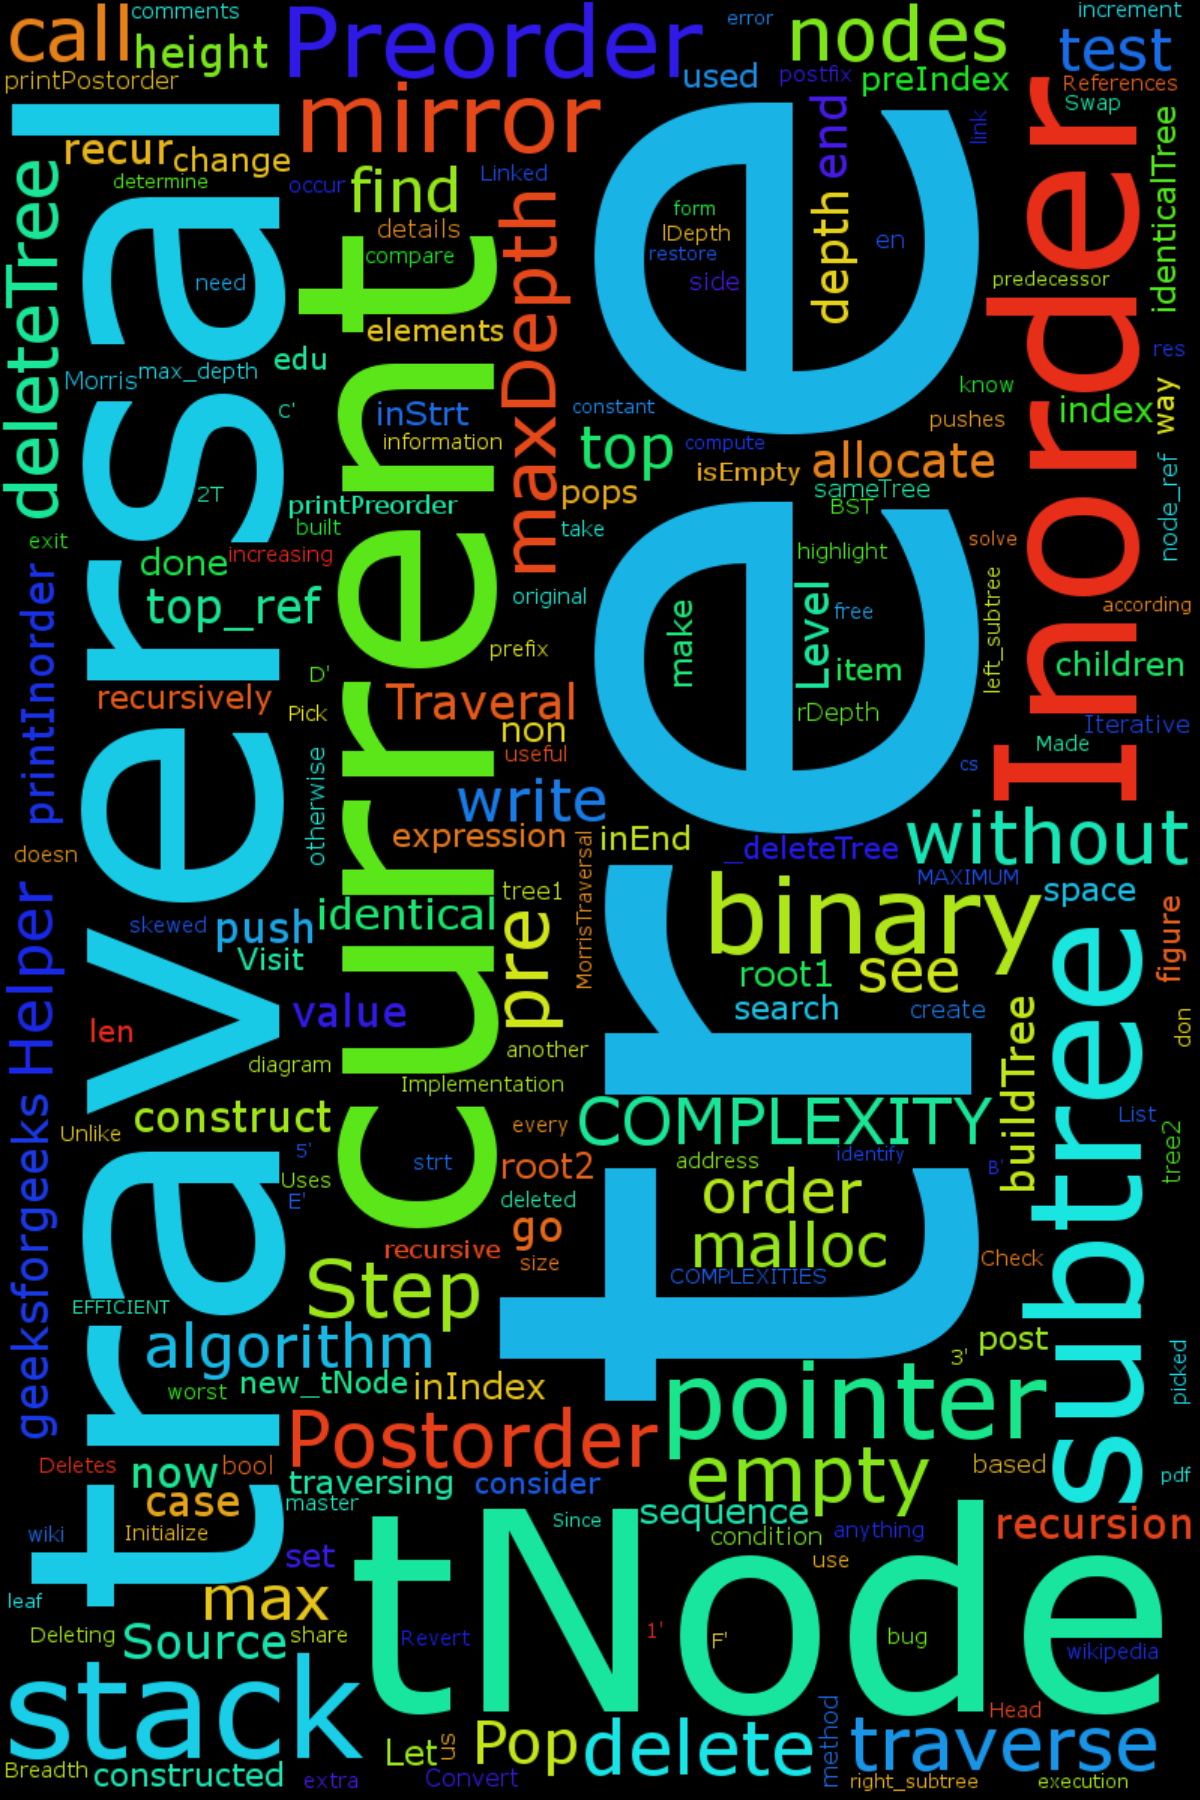 call
comments
Preorder
error
nodes
increment
height
test
printPostorder
used
postfix
preIndex
References
traversal
mirror
tree
end
link
Inorder
Swap
recur
change
deleteTree
determine
occur
find
Linked
maxDepth
form
depth
identicalTree
details
current
compare
lDepth
restore
en
need
side
predecessor
elements
edu
res
Morris
max_depth
know
way
C'
inStrt
constant
index
information
top
compute
pushes
isEmpty
allocate
node_ref
2T
pops
sameTree
printPreorder
BST
built
take
exit
increasing
highlight
solve
done
printInorder
top_ref
original
make
Level
free
left_subtree
according
prefix
item
children
D'
recursively
Traveral
Pick
non
rDepth
Iterative
useful
Made
otherwise
cs
write
expression
MorrisTraversal
inEnd
_deleteTree
without
doesn
MAXIMUM
binary
space
tree1
Helper
skewed
push
identical
pre
subtree
figure
Visit
root1
see
value
search
create
buildTree
len
don
another
diagram
Implementation
geeksforgeeks
construct
every
COMPLEXITY
List
Unlike
5'
strt
root2
address
identify
B'
tree2
Uses
E'
deleted
order
go
recursive
malloc
size
Check
Step
COMPLEXITIES
EFFICIENT
algorithm
post
3'
picked
worst
new_tNode
inIndex
pointer
Postorder
Deletes
now
bool
traversing
consider
empty
based
pdf
case
master
sequence
wiki
Initialize
Since
tNode
condition
anything
recursion
set
use
leaf
max
Deleting
Source
share
Revert
1'
F'
bug
wikipedia
stack
Head
Let
us
Pop
delete
method
traverse
Breadth
constructed
extra
Convert
right_subtree
execution